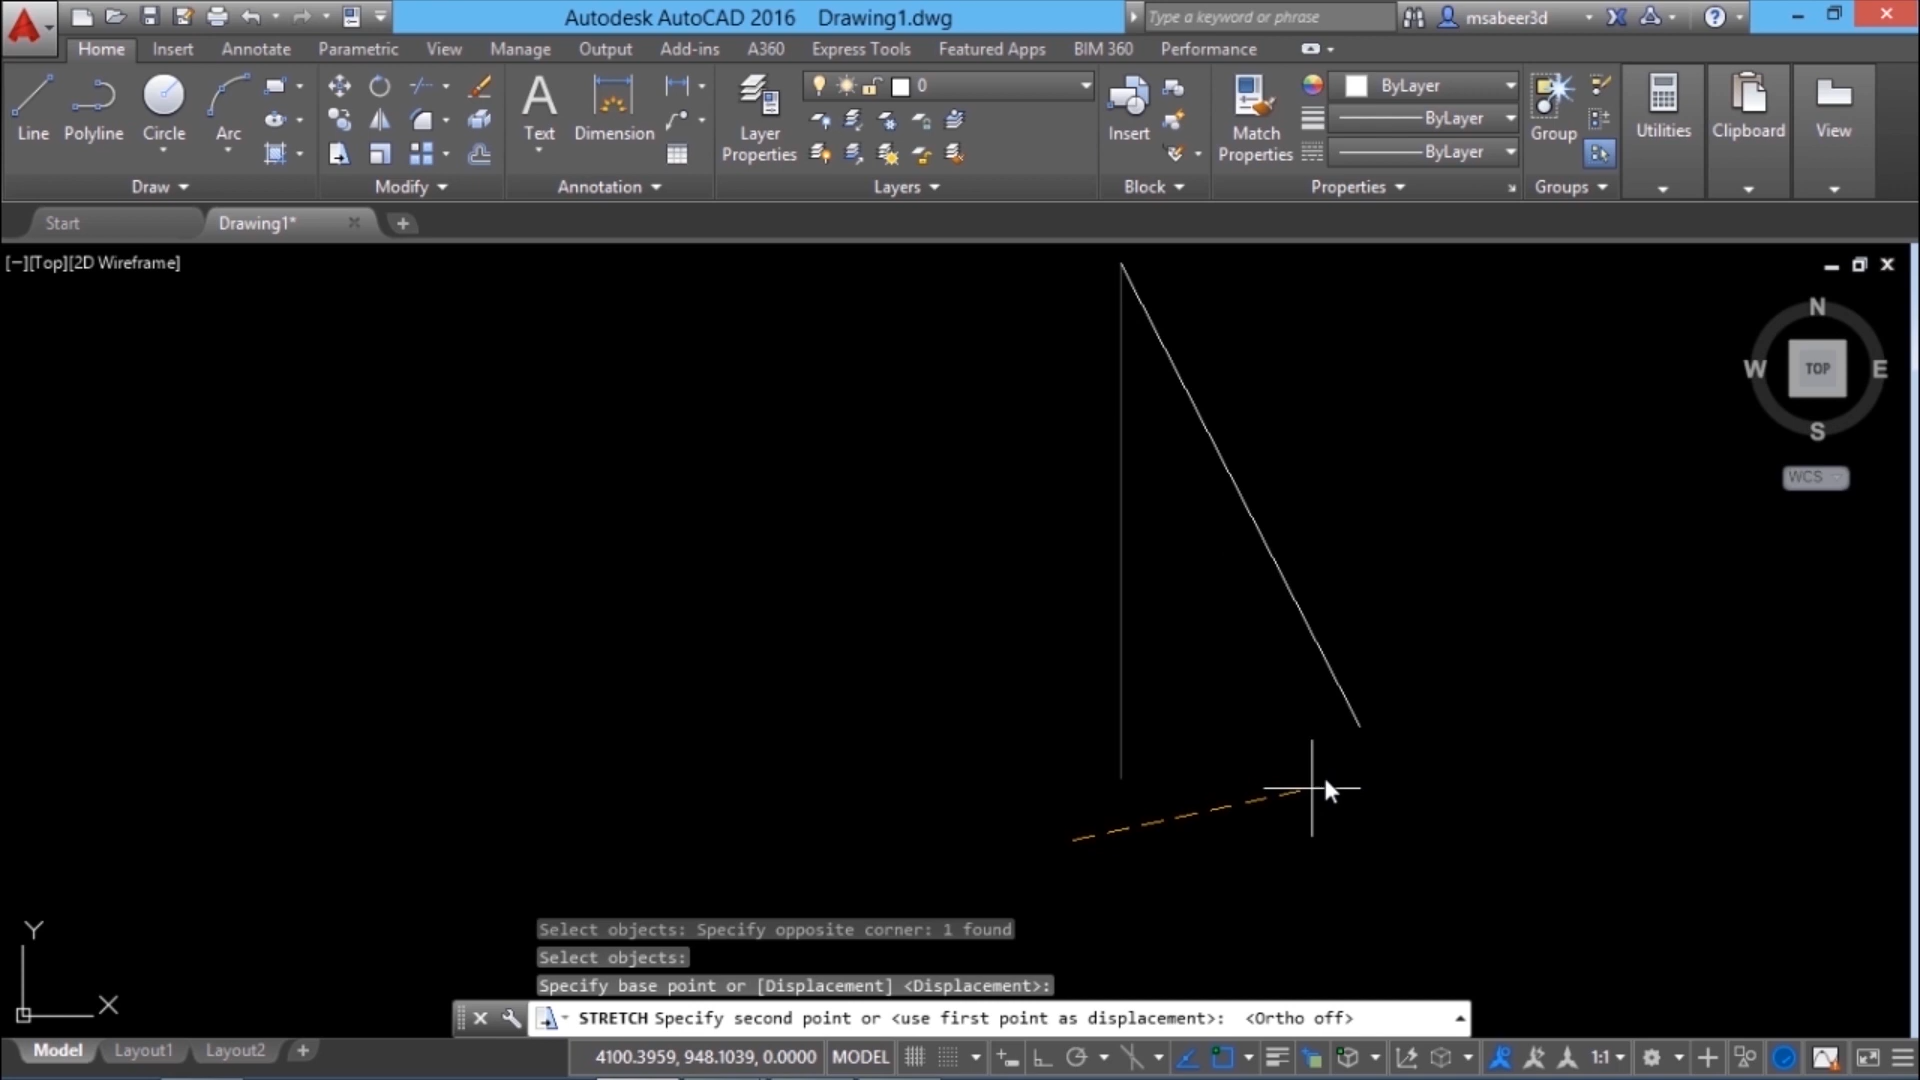 Autodesk AutoCAD 2016 Drawing1.dwg
Type a keyword or phrase
msabeer3d
Home Insert Annotate Parametric View Manage Output Add-ins A360 Express Tools Featured Apps BIM 360 Performance
Line Polyline Circle Arc
Text Dimension
Layer Properties
0
Insert
Match Properties
ByLayer
ByLayer
ByLayer
Group
Utilities Clipboard View
Draw Modify Annotation Layers Block Properties Groups
Start Drawing1*
[−][Top][2D Wireframe]
N
W TOP E
S
WCS
Y
X
Select objects: Specify opposite corner: 1 found
Select objects:
Specify base point or [Displacement] <Displacement>:
STRETCH Specify second point or <use first point as displacement>: <Ortho off>
Model Layout1 Layout2
4100.3959, 948.1039, 0.0000 MODEL 1:1